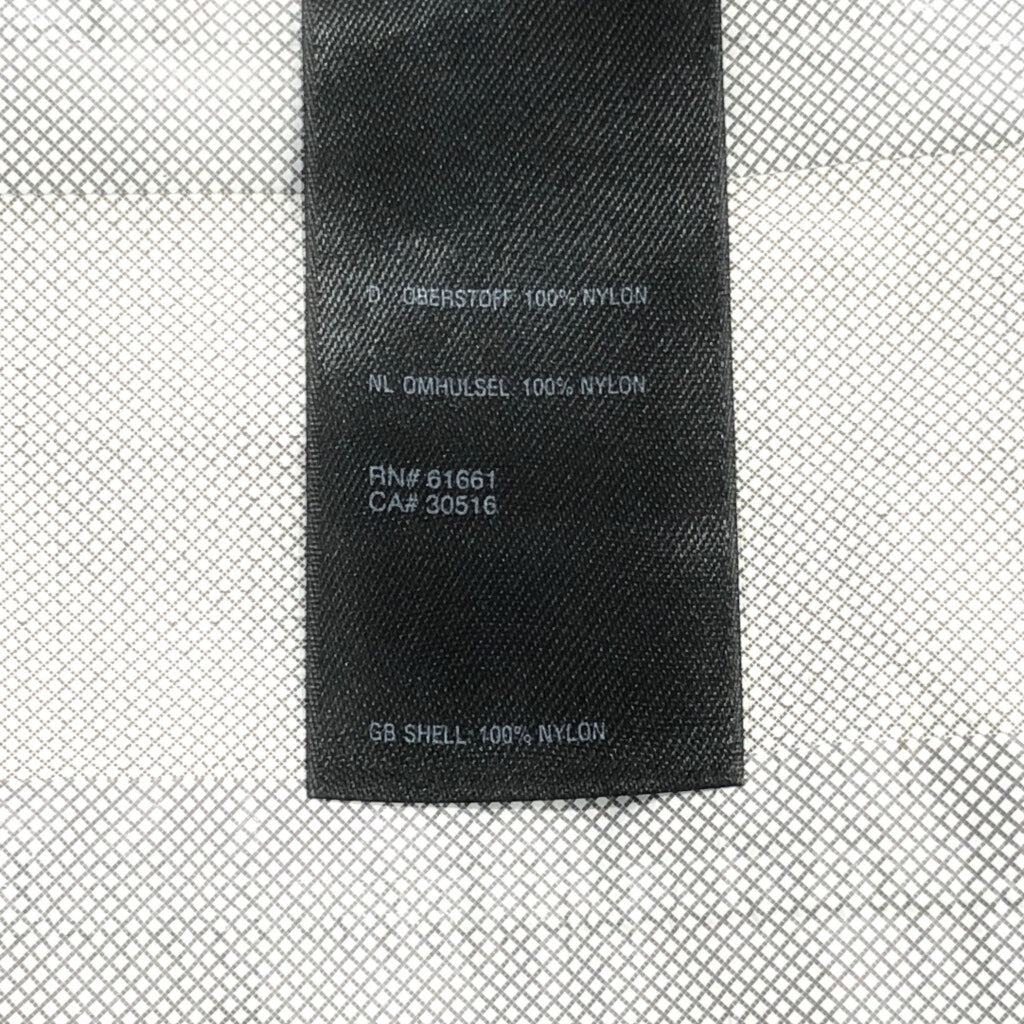 D OBERSTOFF 100% NYLON
NL OMHULSEL 100% NYLON
RN# 61661
CA# 30516
GB SHELL 100% NYLON